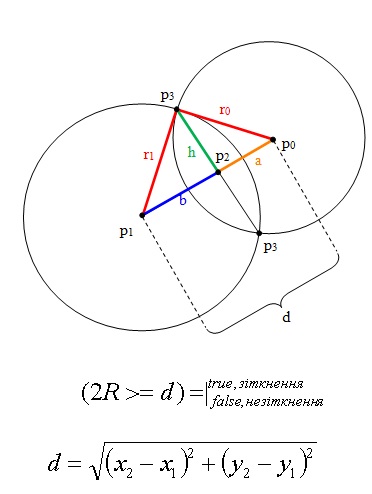 p3
r0
r1
h
p2
a
p0
b
p1
p3
d
(2R >= d) = | true, зіткнення
false, незіткнення
d = √((x₂ − x₁)² + (y₂ − y₁)²)